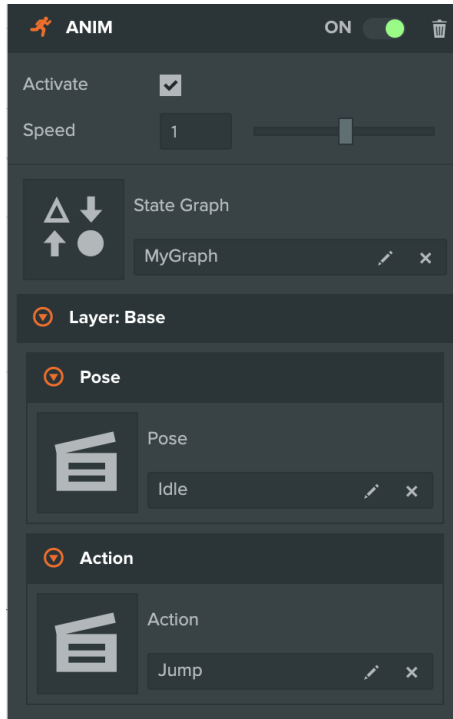 ANIM ON
Activate
Speed 1
State Graph
MyGraph
Layer: Base
Pose
Pose
Idle
Action
Action
Jump